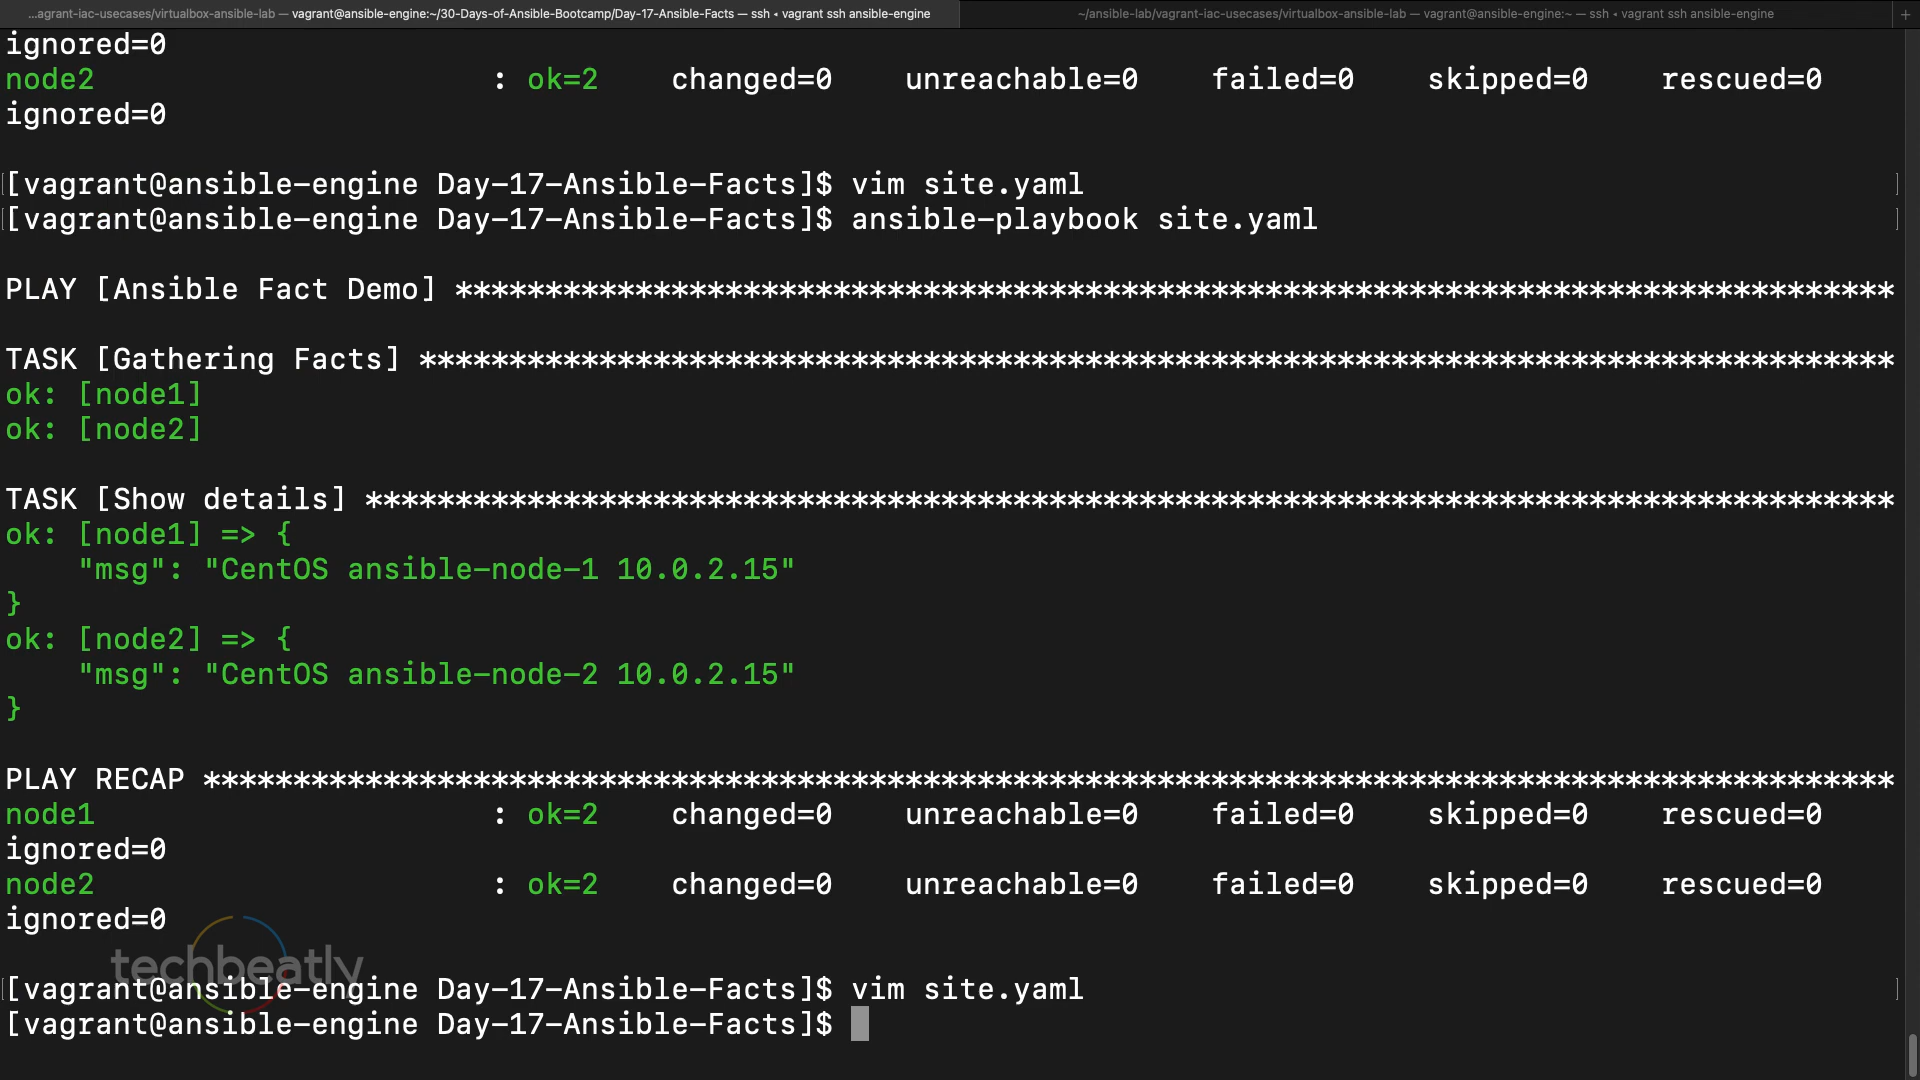 ...agrant-iac-usecases/virtualbox-ansible-lab — vagrant@ansible-engine:~/30-Days-of-Ansible-Bootcamp/Day-17-Ansible-Facts — ssh ◂ vagrant ssh ansible-engine
~/ansible-lab/vagrant-iac-usecases/virtualbox-ansible-lab — vagrant@ansible-engine:~ — ssh ◂ vagrant ssh ansible-engine +
ignored=0
node2 : ok=2 changed=0 unreachable=0 failed=0 skipped=0 rescued=0
ignored=0
[vagrant@ansible-engine Day-17-Ansible-Facts]$ vim site.yaml
[vagrant@ansible-engine Day-17-Ansible-Facts]$ ansible-playbook site.yaml
PLAY [Ansible Fact Demo] ********************************************************************************
TASK [Gathering Facts] **********************************************************************************
ok: [node1]
ok: [node2]
TASK [Show details] *************************************************************************************
ok: [node1] => {
    "msg": "CentOS ansible-node-1 10.0.2.15"
}
ok: [node2] => {
    "msg": "CentOS ansible-node-2 10.0.2.15"
}
PLAY RECAP **********************************************************************************************
node1 : ok=2 changed=0 unreachable=0 failed=0 skipped=0 rescued=0
ignored=0
node2 : ok=2 changed=0 unreachable=0 failed=0 skipped=0 rescued=0
ignored=0
techbeatly
[vagrant@ansible-engine Day-17-Ansible-Facts]$ vim site.yaml
[vagrant@ansible-engine Day-17-Ansible-Facts]$